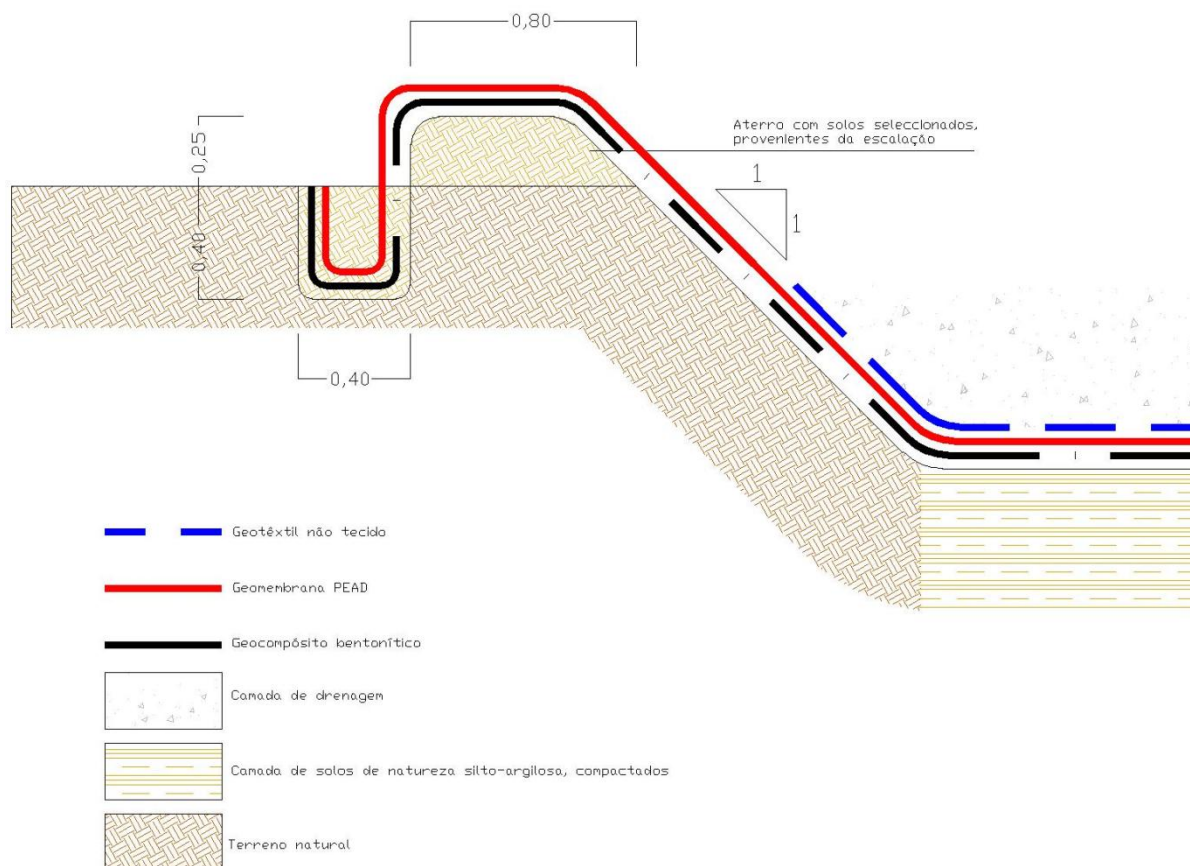 0,80
0,25
0,40
0,40
Aterro com solos seleccionados,
provenientes da escalação
1
1
Geotêxtil não tecido
Geomembrana PEAD
Geocompósito bentonítico
Camada de drenagem
Camada de solos de natureza silto-argilosa, compactados
Terreno natural